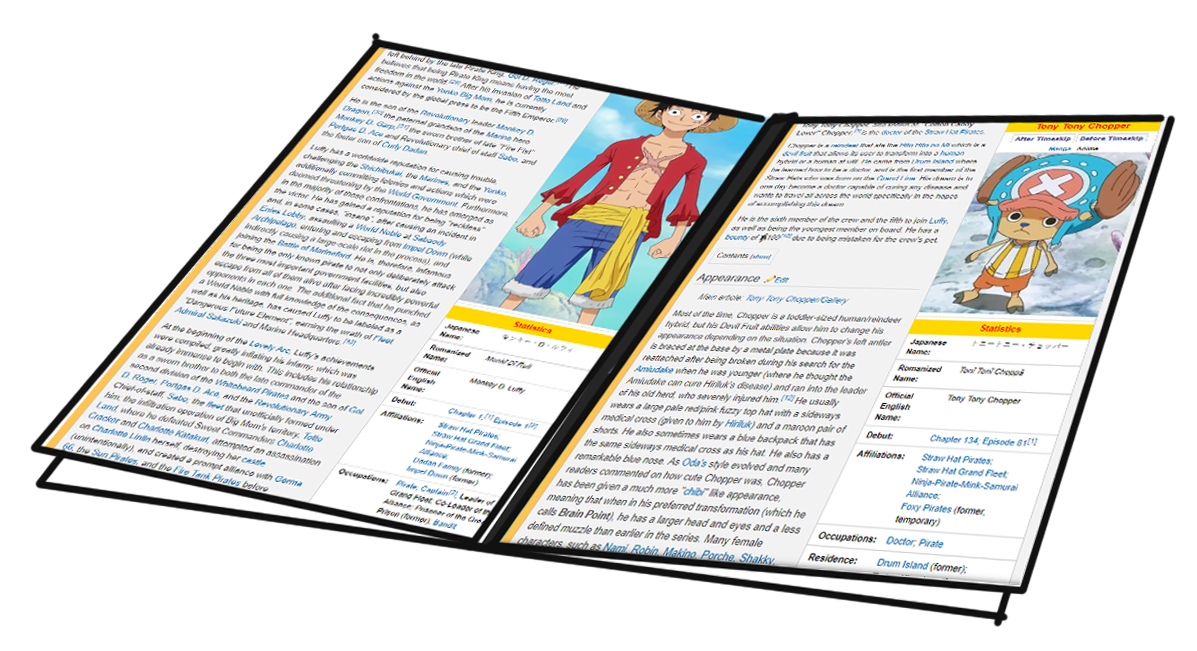 left behind by the late Pirate King, Gol D. Roger.
believes that being Pirate King means having the most
freedom in the world.[29] After his invasion of Totto Land and
actions against the Yonko Big Mom, he is currently
considered by the global press to be the Fifth Emperor.
He is the son of the Revolutionary leader Monkey D.
Dragon, the paternal grandson of the Marine hero
Monkey D. Garp, the sworn brother of late "Fire Fist"
Portgas D. Ace and Revolutionary chief of staff Sabo, and
the foster son of Curly Dadan.
Luffy has a worldwide reputation for causing trouble,
challenging the Shichibukai, the Marines, and the Yonko,
additionally committing felonies and actions which were
deemed threatening by the World Government. Furthermore,
in the majority of those confrontations, he has emerged as
the victor. He has gained a reputation for being "reckless"
and, in some cases, "insane", after causing an incident in
Enies Lobby, assaulting a World Noble at Sabaody
Archipelago, entering and escaping from Impel Down (while
indirectly causing a large-scale riot in the process), and
joining the Battle of Marineford. He is, therefore, infamous
for being the only known pirate to not only deliberately attack
the three most important government facilities, but also
escape from all of them alive after facing incredibly powerful
opponents in each one. The additional fact that he punched
a World Noble with full knowledge of the consequences, as
well as his heritage, has caused Luffy to be labeled as a
"Dangerous Future Element", earning the wrath of Fleet
Admiral Sakazuki and Marine Headquarters.
At the beginning of the Lovely Arc, Luffy's achievements
were compiled, greatly inflating his infamy, which was
already immense to begin with. This includes his relationship
as a sworn brother to both the late commander of the
second division of the Whitebeard Pirates and the son of Gol
D. Roger, Portgas D. Ace, and the Revolutionary Army
Chief-of-staff, Sabo, the fleet that unofficially formed under
him, the infiltration operation of Big Mom's territory, Totto
Land, where he defeated Sweet Commanders Charlotte
Cracker and Charlotte Katakuri, attempted an assassination
on Charlotte Linlin herself, destroying her castle
(unintentionally), and created a prompt alliance with Germa
66, the Sun Pirates, and the Fire Tank Pirates before
Statistics
Japanese
Name:
モンキー・D・ルフィ
Romanized
Name:
Monkī Dī Rufi
Official
English
Name:
Monkey D. Luffy
Debut:
Chapter 1,[1] Episode 1[2]
Affiliations:
Straw Hat Pirates;
Straw Hat Grand Fleet;
Ninja-Pirate-Mink-Samurai
Alliance;
Dadan Family (former);
Impel Down (former)
Occupations:
Pirate; Captain[3]; Leader of
Grand Fleet; Co-Leader of the
Alliance; Prisoner of the
Prison (former); Bandit
Lover" Chopper, is the doctor of the Straw Hat Pirates.
Chopper is a reindeer that ate the Hito Hito no Mi which is a
devil fruit that allows its user to transform into a human
hybrid or a human at will. He came from Drum Island where
he learned how to be a doctor, and is the first member of the
Straw Hats who was born on the Grand Line. His dream is to
one day become a doctor capable of curing any disease and
wants to travel all across the world specifically in the hopes
of accomplishing this dream.
He is the sixth member of the crew and the fifth to join Luffy,
as well as being the youngest member on board. He has a
bounty of 100 due to being mistaken for the crew's pet.
Contents [show]
Appearance Edit
Main article: Tony Tony Chopper/Gallery
Most of the time, Chopper is a toddler-sized human/reindeer
hybrid, but his Devil Fruit abilities allow him to change his
appearance depending on the situation. Chopper's left antler
is braced at the base by a metal plate because it was
reattached after being broken during his search for the
Amiudake when he was younger (where he thought the
Amiudake can cure Hiriluk's disease) and ran into the leader
of his old herd, who severely injured him.[12] He usually
wears a large pale red/pink fuzzy top hat with a sideways
medical cross (given to him by Hiriluk) and a maroon pair of
shorts. He also sometimes wears a blue backpack that has
the same sideways medical cross as his hat. He also has a
remarkable blue nose. As Oda's style evolved and many
readers commented on how cute Chopper was, Chopper
has been given a much more "chibi" like appearance,
meaning that when in his preferred transformation (which he
calls Brain Point), he has a larger head and eyes and a less
defined muzzle than earlier in the series. Many female
characters, such as Nami, Robin, Makino, Porche, Shakky,
Tony Tony Chopper
After Timeskip Before Timeskip
Manga Anime
Statistics
Japanese
Name:
トニートニー・チョッパー
Romanized
Name:
Tonī Tonī Choppā
Official
English
Name:
Tony Tony Chopper
Debut:
Chapter 134; Episode 81[1]
Affiliations:
Straw Hat Pirates;
Straw Hat Grand Fleet;
Ninja-Pirate-Mink-Samurai
Alliance;
Foxy Pirates (former,
temporary)
Occupations:
Doctor; Pirate
Residence:
Drum Island (former);